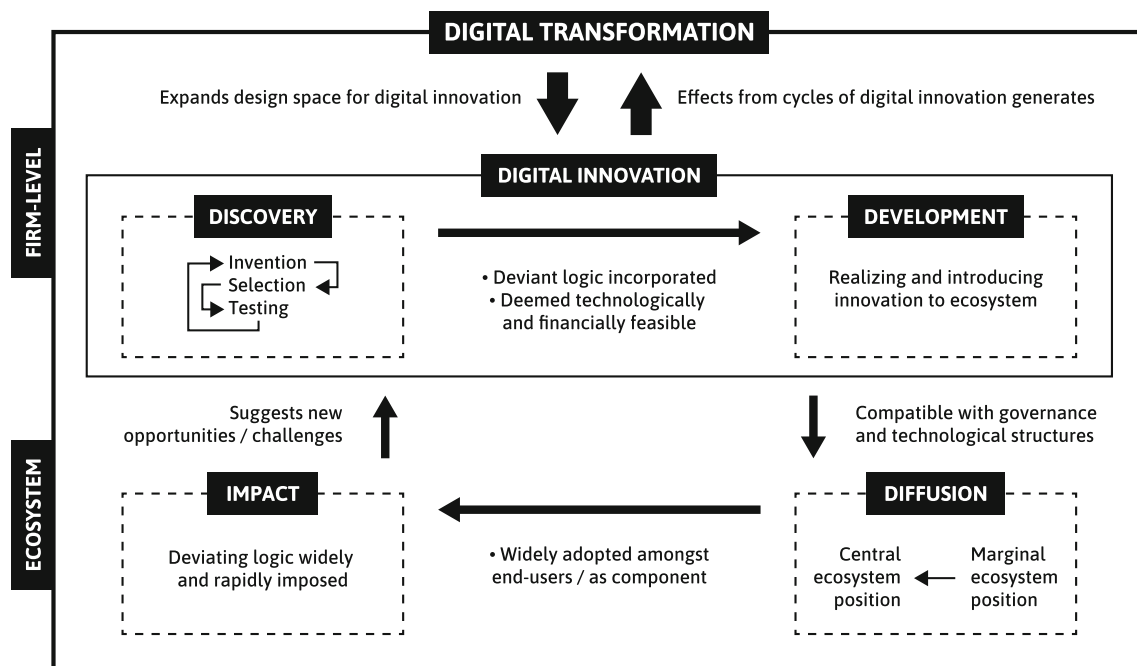 DIGITAL TRANSFORMATION
Expands design space for digital innovation
Effects from cycles of digital innovation generates
FIRM-LEVEL
DIGITAL INNOVATION
DISCOVERY
Invention
Selection
Testing
• Deviant logic incorporated
• Deemed technologically
and financially feasible
DEVELOPMENT
Realizing and introducing
innovation to ecosystem
Suggests new
opportunities / challenges
Compatible with governance
and technological structures
ECOSYSTEM
IMPACT
Deviating logic widely
and rapidly imposed
• Widely adopted amongst
end-users / as component
DIFFUSION
Central
ecosystem
position
Marginal
ecosystem
position